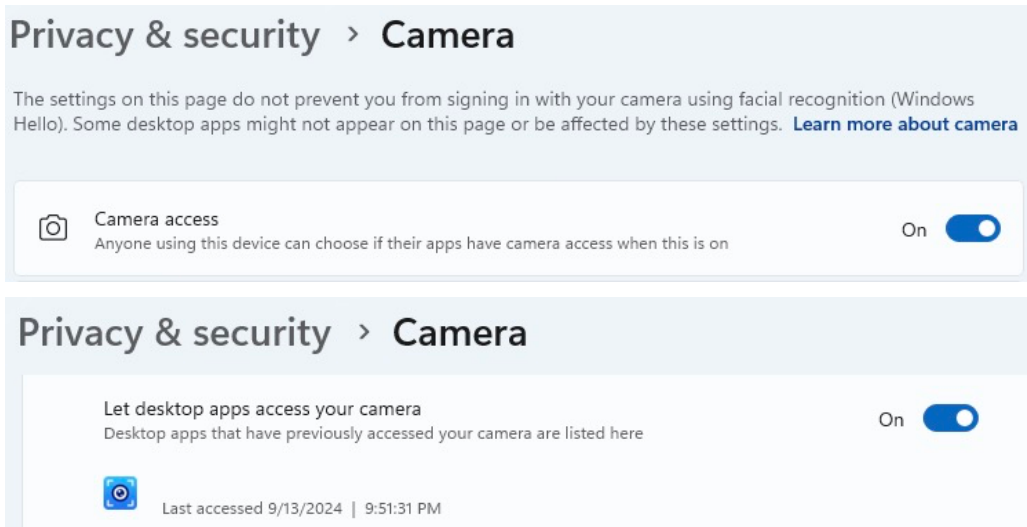 Privacy & security > Camera
The settings on this page do not prevent you from signing in with your camera using facial recognition (Windows
Hello). Some desktop apps might not appear on this page or be affected by these settings. Learn more about camera
Camera access
Anyone using this device can choose if their apps have camera access when this is on
On
Privacy & security > Camera
Let desktop apps access your camera
Desktop apps that have previously accessed your camera are listed here
On
Last accessed 9/13/2024 | 9:51:31 PM